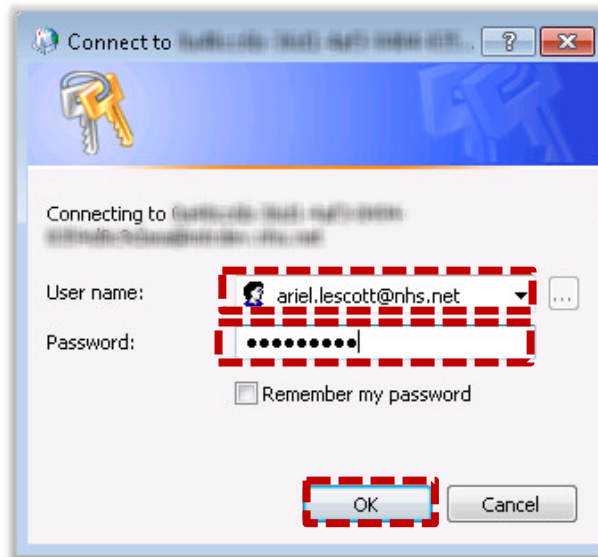 Connect to
Connecting to
User name: ariel.lescott@nhs.net ...
Password: ●●●●●●●●●
Remember my password
OK Cancel